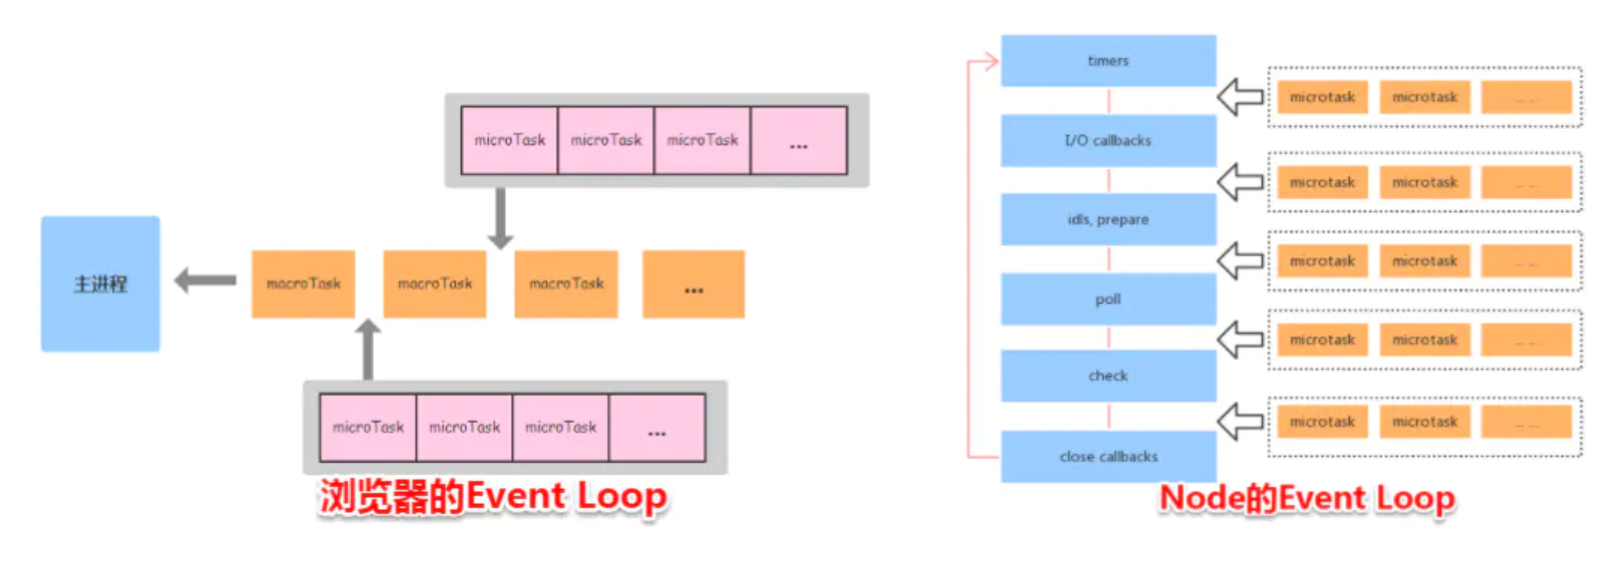 microTask microTask microTask ...
主进程 macroTask macroTask macroTask ...
microTask microTask microTask ...
浏览器的Event Loop
timers
microtask microtask ... ...
I/O callbacks
microtask microtask ... ...
idls, prepare
microtask microtask ... ...
poll
microtask microtask ... ...
check
microtask microtask ... ...
close callbacks
Node的Event Loop